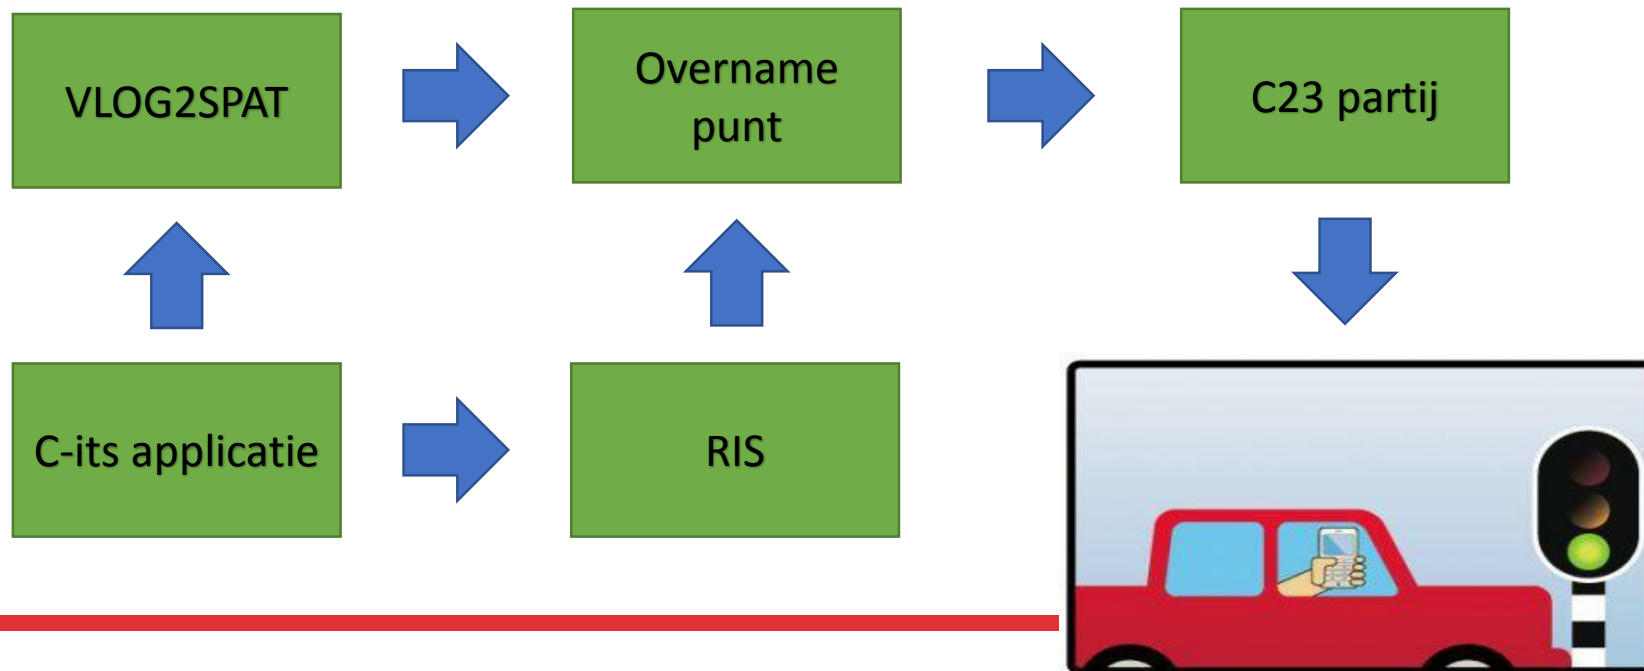 VLOG2SPAT
Overname
punt
C23 partij
C-its applicatie
RIS